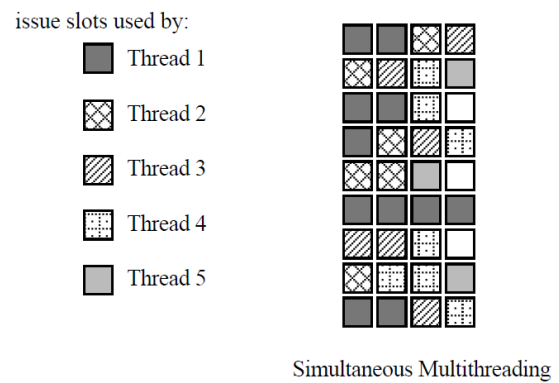 issue slots used by:
Thread 1
Thread 2
Thread 3
Thread 4
Thread 5
Simultaneous Multithreading